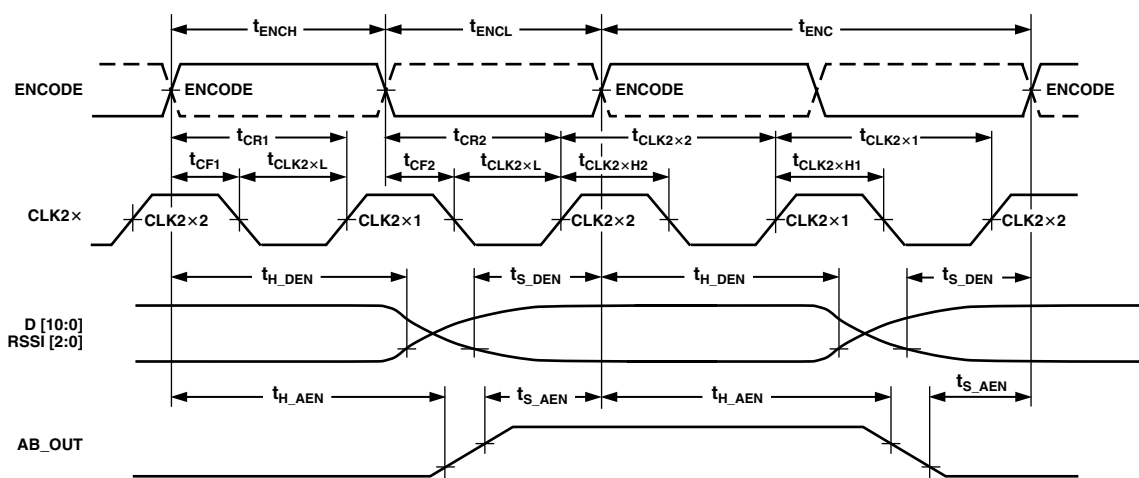 tENCH tENCL tENC
ENCODE ENCODE ENCODE ENCODE
tCR1 tCR2 tCLK2×2 tCLK2×1
tCF1 tCLK2×L tCF2 tCLK2×L tCLK2×H2 tCLK2×H1
CLK2× CLK2×2 CLK2×1 CLK2×2 CLK2×1 CLK2×2
tH_DEN tS_DEN tH_DEN tS_DEN
D [10:0]
RSSI [2:0]
tH_AEN tS_AEN tH_AEN tS_AEN
AB_OUT